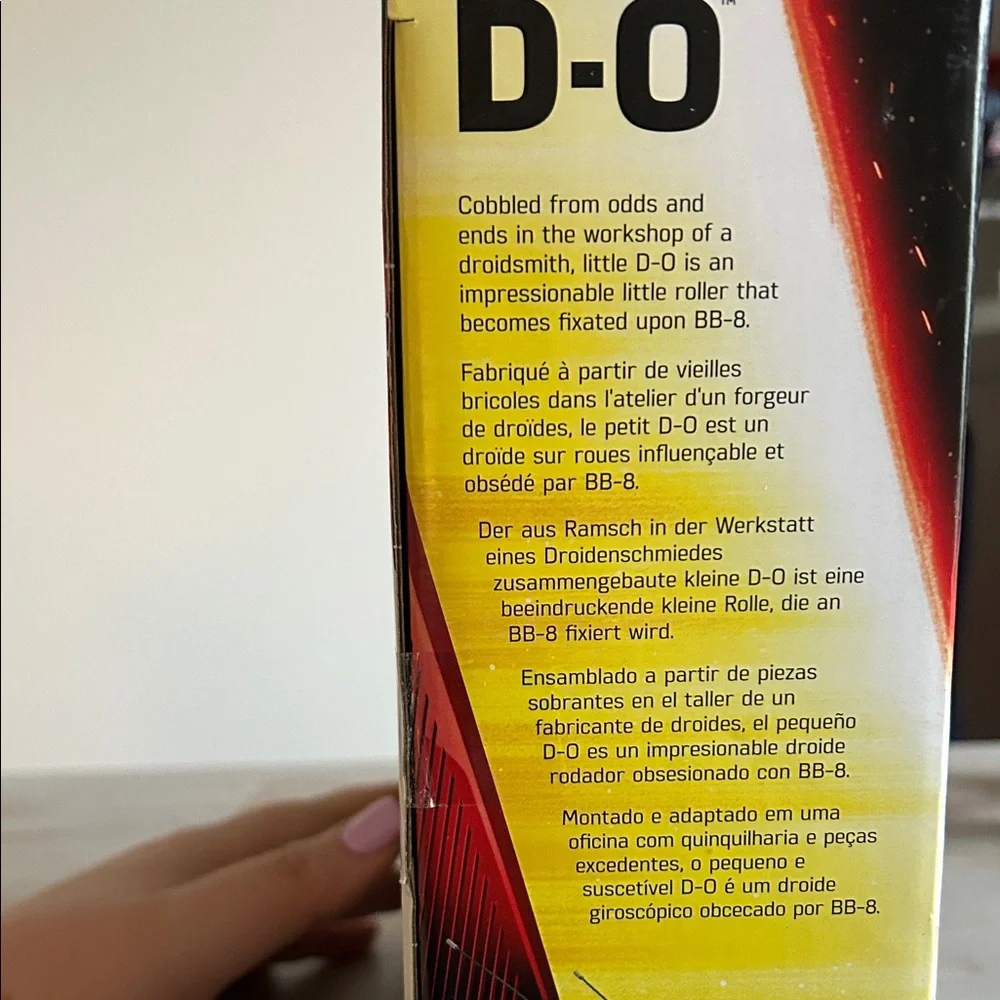 D-O™
Cobbled from odds and
ends in the workshop of a
droidsmith, little D-O is an
impressionable little roller that
becomes fixated upon BB-8.
Fabriqué à partir de vieilles
bricoles dans l'atelier d'un forgeur
de droïdes, le petit D-O est un
droïde sur roues influençable et
obsédé par BB-8.
Der aus Ramsch in der Werkstatt
eines Droidenschmiedes
zusammengebaute kleine D-O ist eine
beeindruckende kleine Rolle, die an
BB-8 fixiert wird.
Ensamblado a partir de piezas
sobrantes en el taller de un
fabricante de droides, el pequeño
D-O es un impresionable droide
rodador obsesionado con BB-8.
Montado e adaptado em uma
oficina com quinquilharia e peças
excedentes, o pequeno e
suscetível D-O é um droide
giroscópico obcecado por BB-8.